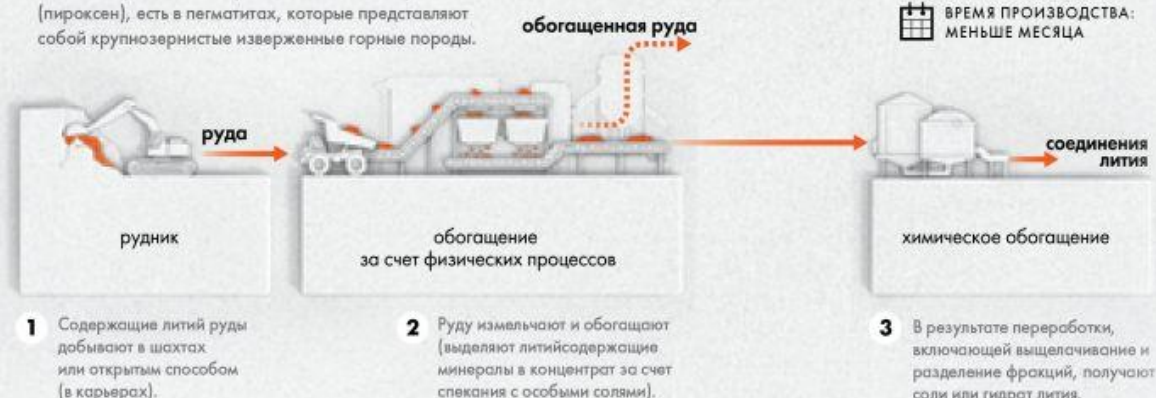 (пироксен), есть в пегматитах, которые представляют
собой крупнозернистые изверженные горные породы.
обогащенная руда
ВРЕМЯ ПРОИЗВОДСТВА:
МЕНЬШЕ МЕСЯЦА
руда
соединения
лития
рудник
обогащение
за счет физических процессов
химическое обогащение
1 Содержащие литий руды
добывают в шахтах
или открытым способом
(в карьерах).
2 Руду измельчают и обогащают
(выделяют литийсодержащие
минералы в концентрат за счет
спекания с особыми солями).
3 В результате переработки,
включающей выщелачивание и
разделение фракций, получают
соли или гидрат лития.